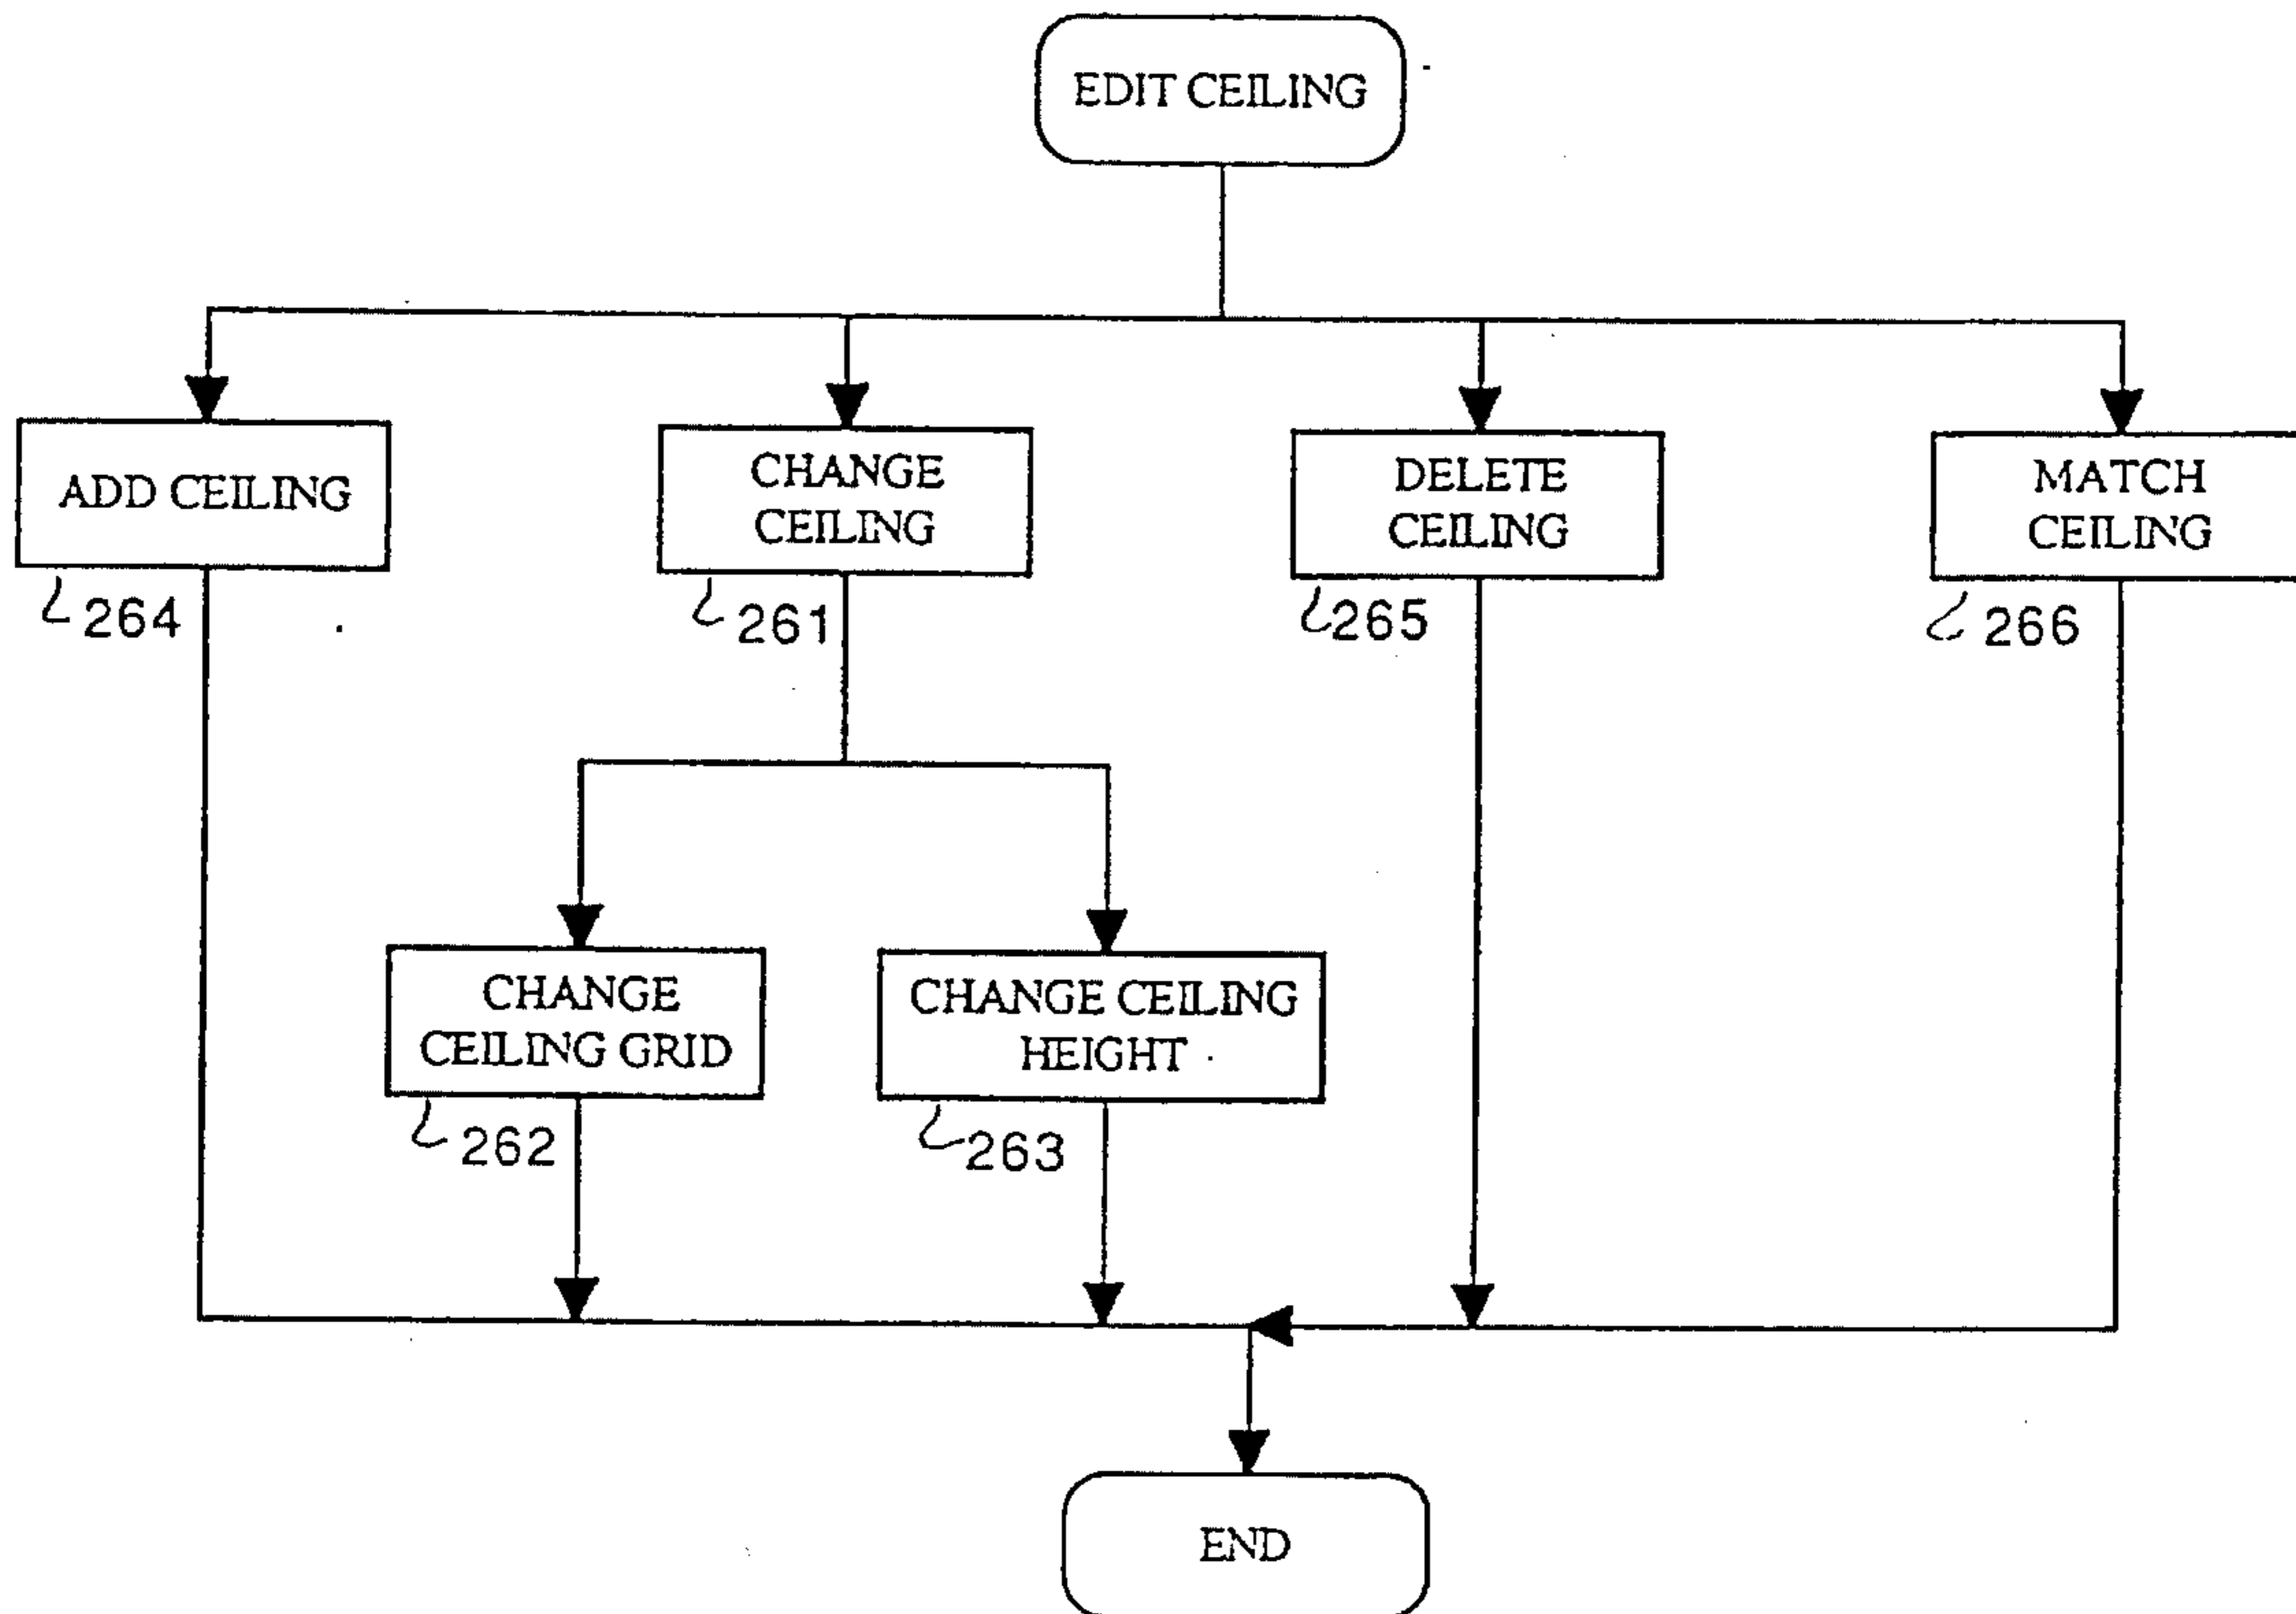 EDIT CEILING
ADD CEILING
264
CHANGE
CEILING
261
DELETE
CEILING
265
MATCH
CEILING
266
CHANGE
CEILING GRID
262
CHANGE CEILING
HEIGHT
263
END